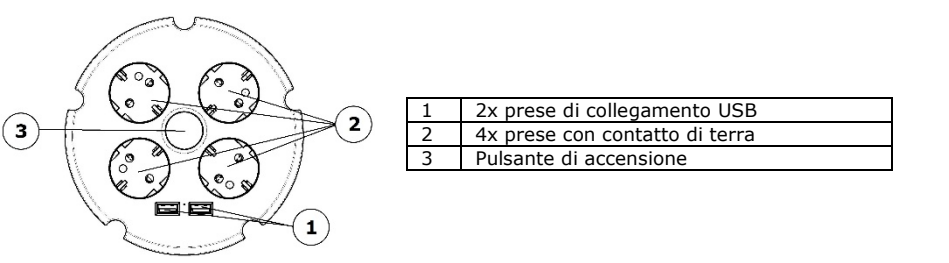 3
2
1
1 2x prese di collegamento USB
2 4x prese con contatto di terra
3 Pulsante di accensione